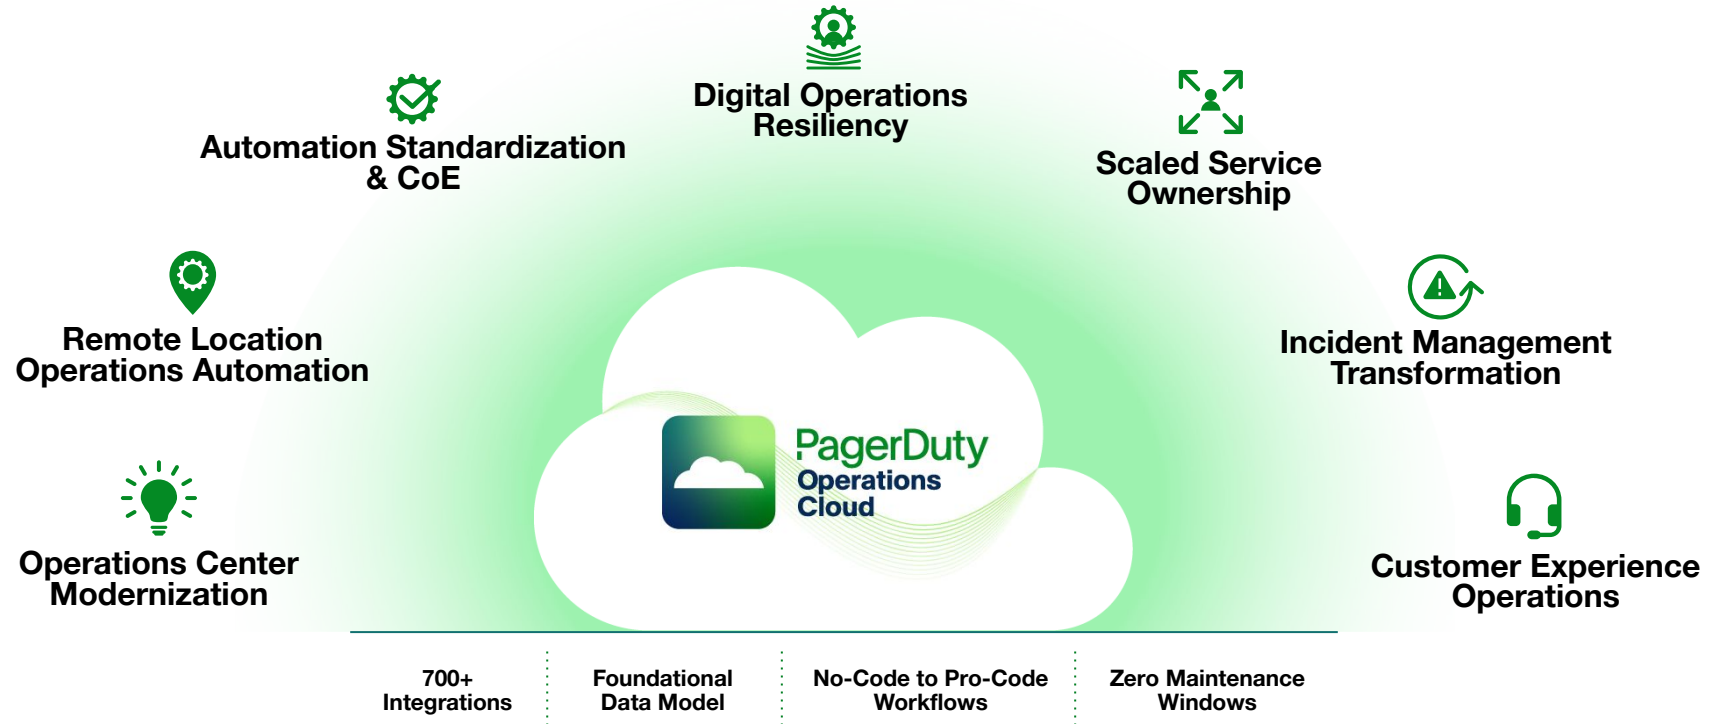 Digital Operations
Resiliency
Automation Standardization
& CoE
Scaled Service
Ownership
Remote Location
Operations Automation
Incident Management
Transformation
PagerDuty
Operations
Cloud
Operations Center
Modernization
Customer Experience
Operations
700+
Integrations
Foundational
Data Model
No-Code to Pro-Code
Workflows
Zero Maintenance
Windows